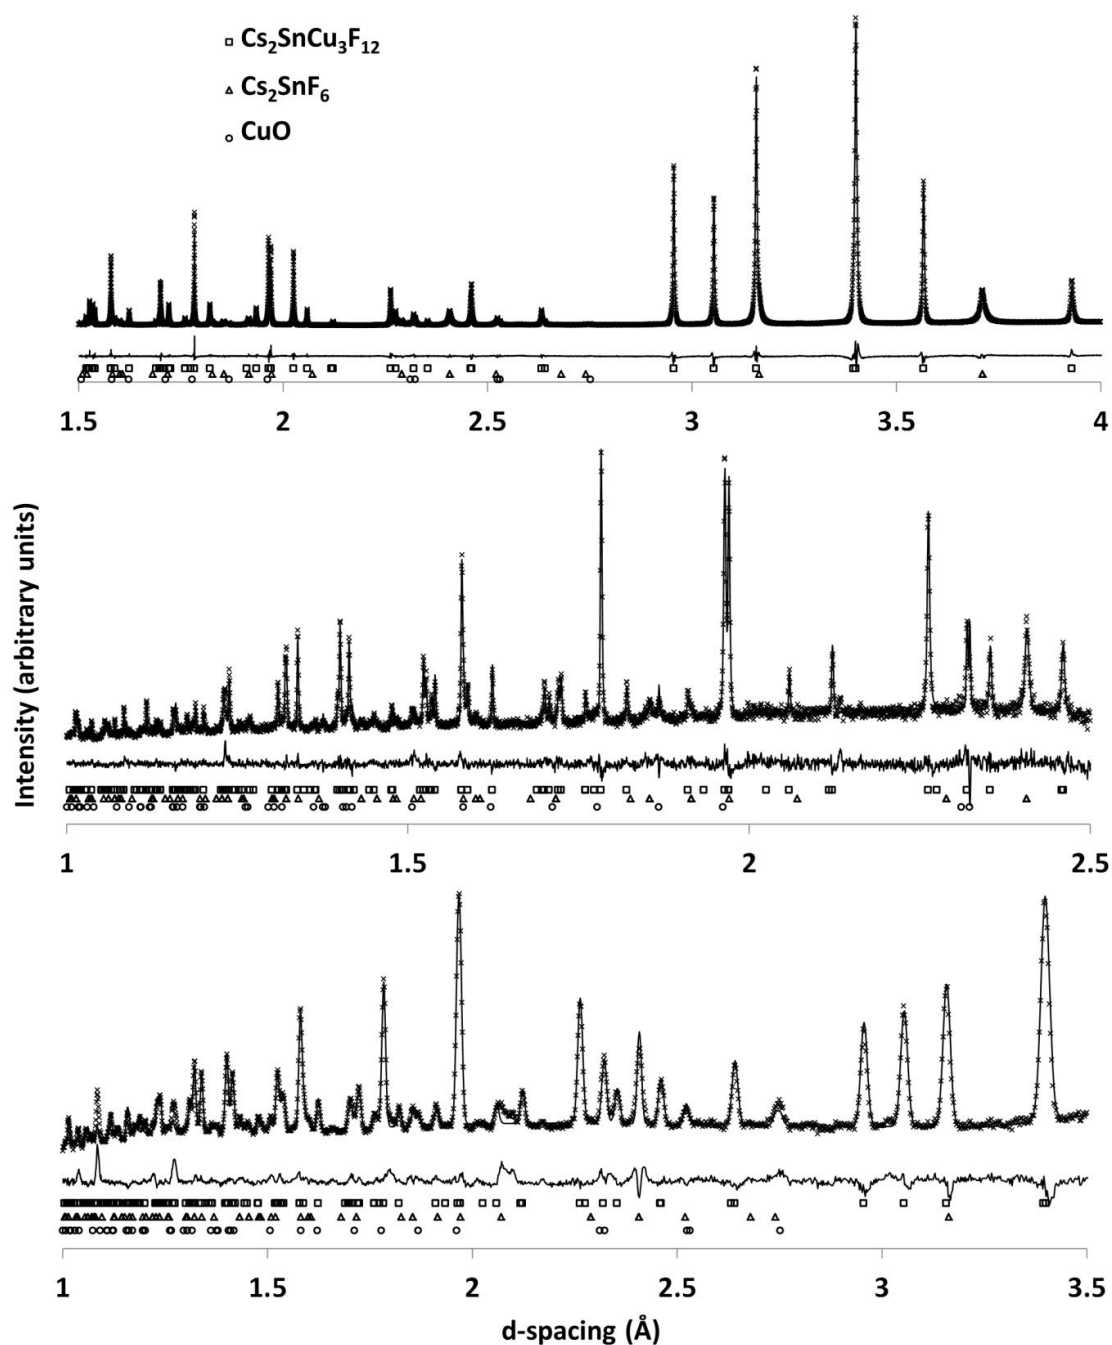 Cs₂SnCu₃F₁₂
Cs₂SnF₆
CuO
1.5 2 2.5 3 3.5 4
Intensity (arbitrary units)
1 1.5 2 2.5
1 1.5 2 2.5 3 3.5
d-spacing (Å)